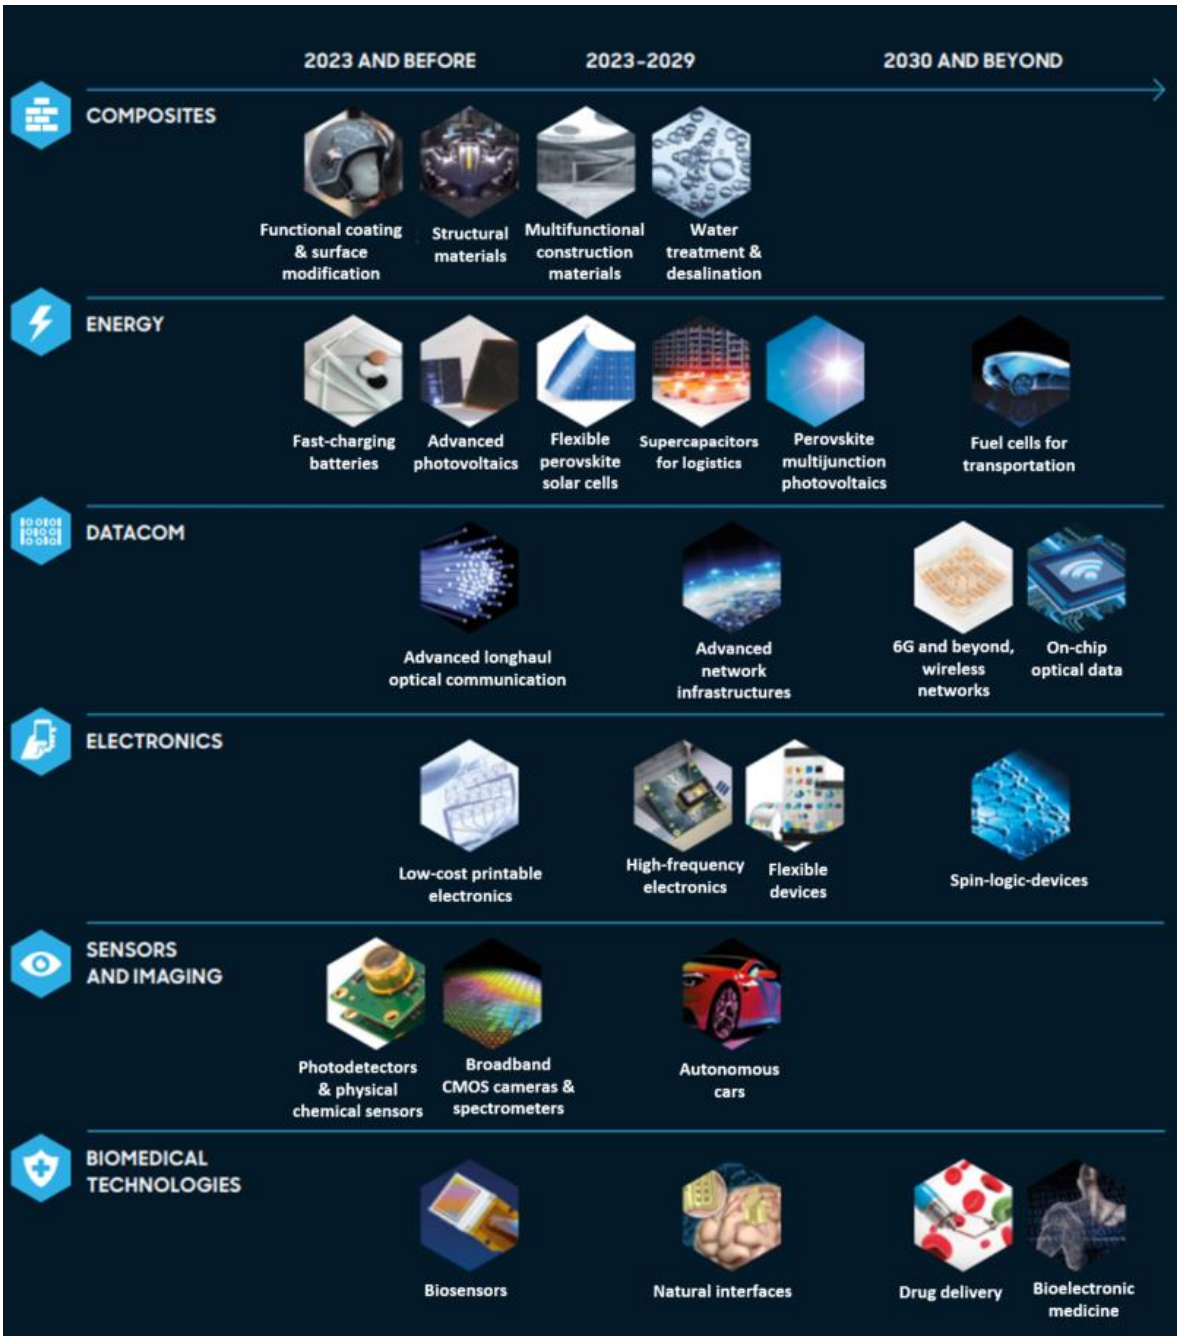 2023 AND BEFORE
2023-2029
2030 AND BEYOND
COMPOSITES
Functional coating
& surface
modification
Structural
materials
Multifunctional
construction
materials
Water
treatment &
desalination
ENERGY
Fast-charging
batteries
Advanced
photovoltaics
Flexible
perovskite
solar cells
Supercapacitors
for logistics
Perovskite
multijunction
photovoltaics
Fuel cells for
transportation
DATACOM
Advanced longhaul
optical communication
Advanced
network
infrastructures
6G and beyond,
wireless
networks
On-chip
optical data
ELECTRONICS
Low-cost printable
electronics
High-frequency
electronics
Flexible
devices
Spin-logic-devices
SENSORS
AND IMAGING
Photodetectors
& physical
chemical sensors
Broadband
CMOS cameras &
spectrometers
Autonomous
cars
BIOMEDICAL
TECHNOLOGIES
Biosensors
Natural interfaces
Drug delivery
Bioelectronic
medicine